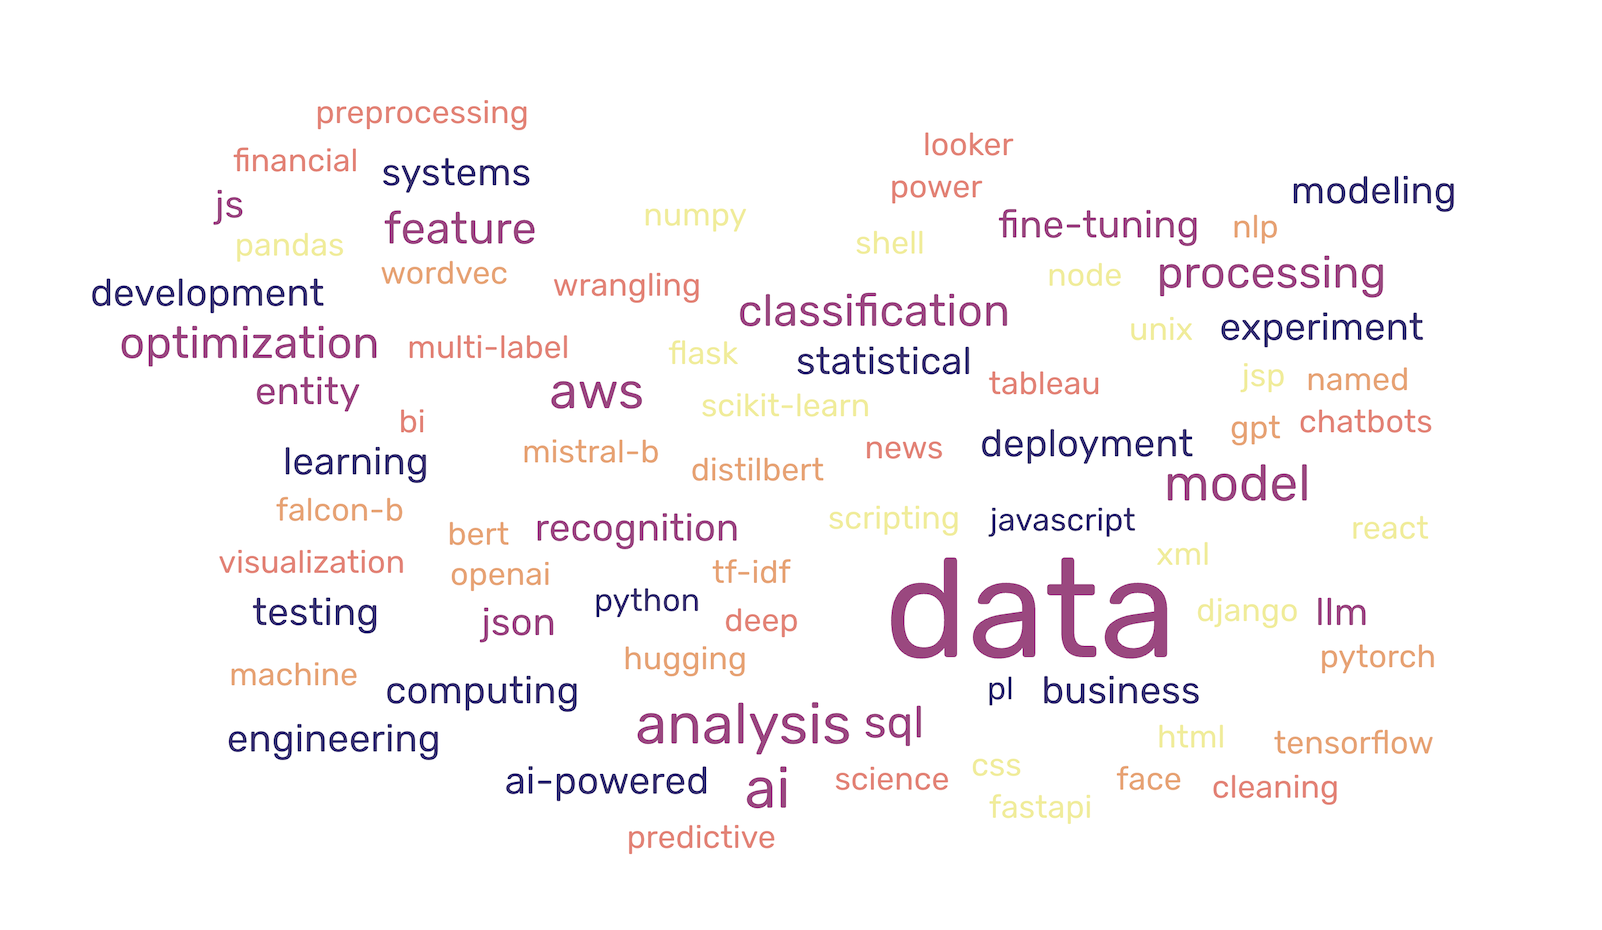 preprocessing
looker
financial
systems
power
modeling
js
feature
numpy
fine-tuning
nlp
pandas
shell
wordvec
wrangling
node
processing
development
classification
optimization
multi-label
flask
statistical
unix
experiment
entity
aws
tableau
jsp
named
bi
scikit-learn
gpt
chatbots
learning
mistral-b
distilbert
news
deployment
model
falcon-b
bert
recognition
scripting
javascript
react
visualization
openai
tf-idf
xml
testing
json
python
deep
data
django
llm
machine
hugging
pytorch
computing
pl
business
engineering
analysis
sql
html
tensorflow
ai-powered
ai
science
css
face
cleaning
fastapi
predictive